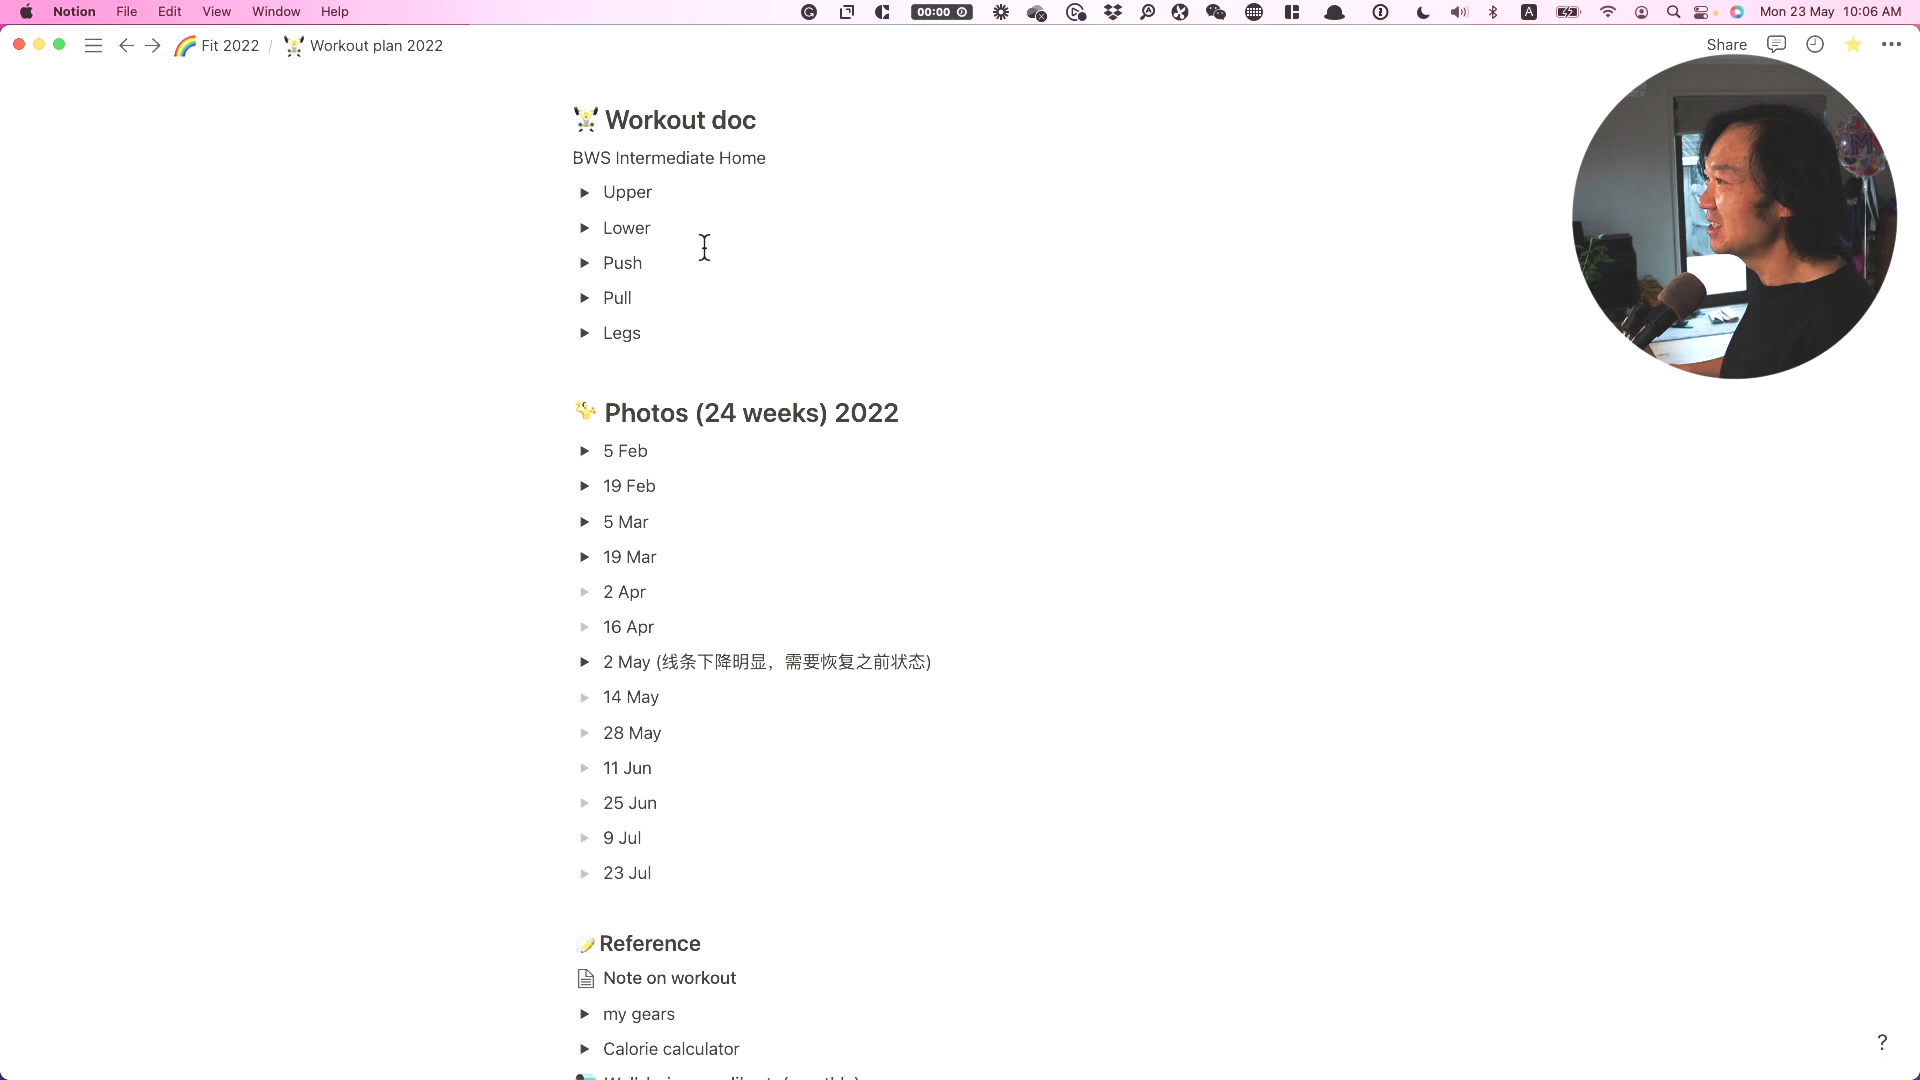 Notion File Edit View Window Help 00:00 A Mon 23 May 10:06 AM
Fit 2022 / Workout plan 2022 Share
Workout doc
BWS Intermediate Home
Upper
Lower
Push
Pull
Legs
Photos (24 weeks) 2022
5 Feb
19 Feb
5 Mar
19 Mar
2 Apr
16 Apr
2 May (线条下降明显，需要恢复之前状态)
14 May
28 May
11 Jun
25 Jun
9 Jul
23 Jul
Reference
Note on workout
my gears
Calorie calculator
?